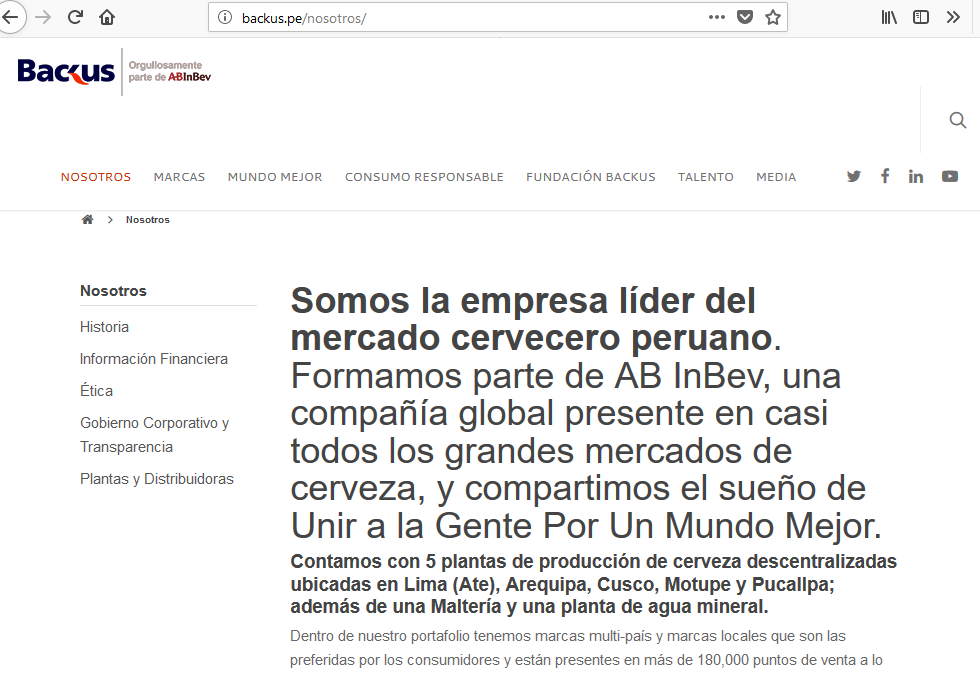 backus.pe/nosotros/
Backus
Orgullosamente
parte de ABInBev
NOSOTROS MARCAS MUNDO MEJOR CONSUMO RESPONSABLE FUNDACIÓN BACKUS TALENTO MEDIA
Nosotros
Nosotros
Historia
Información Financiera
Ética
Gobierno Corporativo y
Transparencia
Plantas y Distribuidoras
Somos la empresa líder del
mercado cervecero peruano.
Formamos parte de AB InBev, una
compañía global presente en casi
todos los grandes mercados de
cerveza, y compartimos el sueño de
Unir a la Gente Por Un Mundo Mejor.
Contamos con 5 plantas de producción de cerveza descentralizadas
ubicadas en Lima (Ate), Arequipa, Cusco, Motupe y Pucallpa;
además de una Maltería y una planta de agua mineral.
Dentro de nuestro portafolio tenemos marcas multi-país y marcas locales que son las
preferidas por los consumidores y están presentes en más de 180,000 puntos de venta a lo